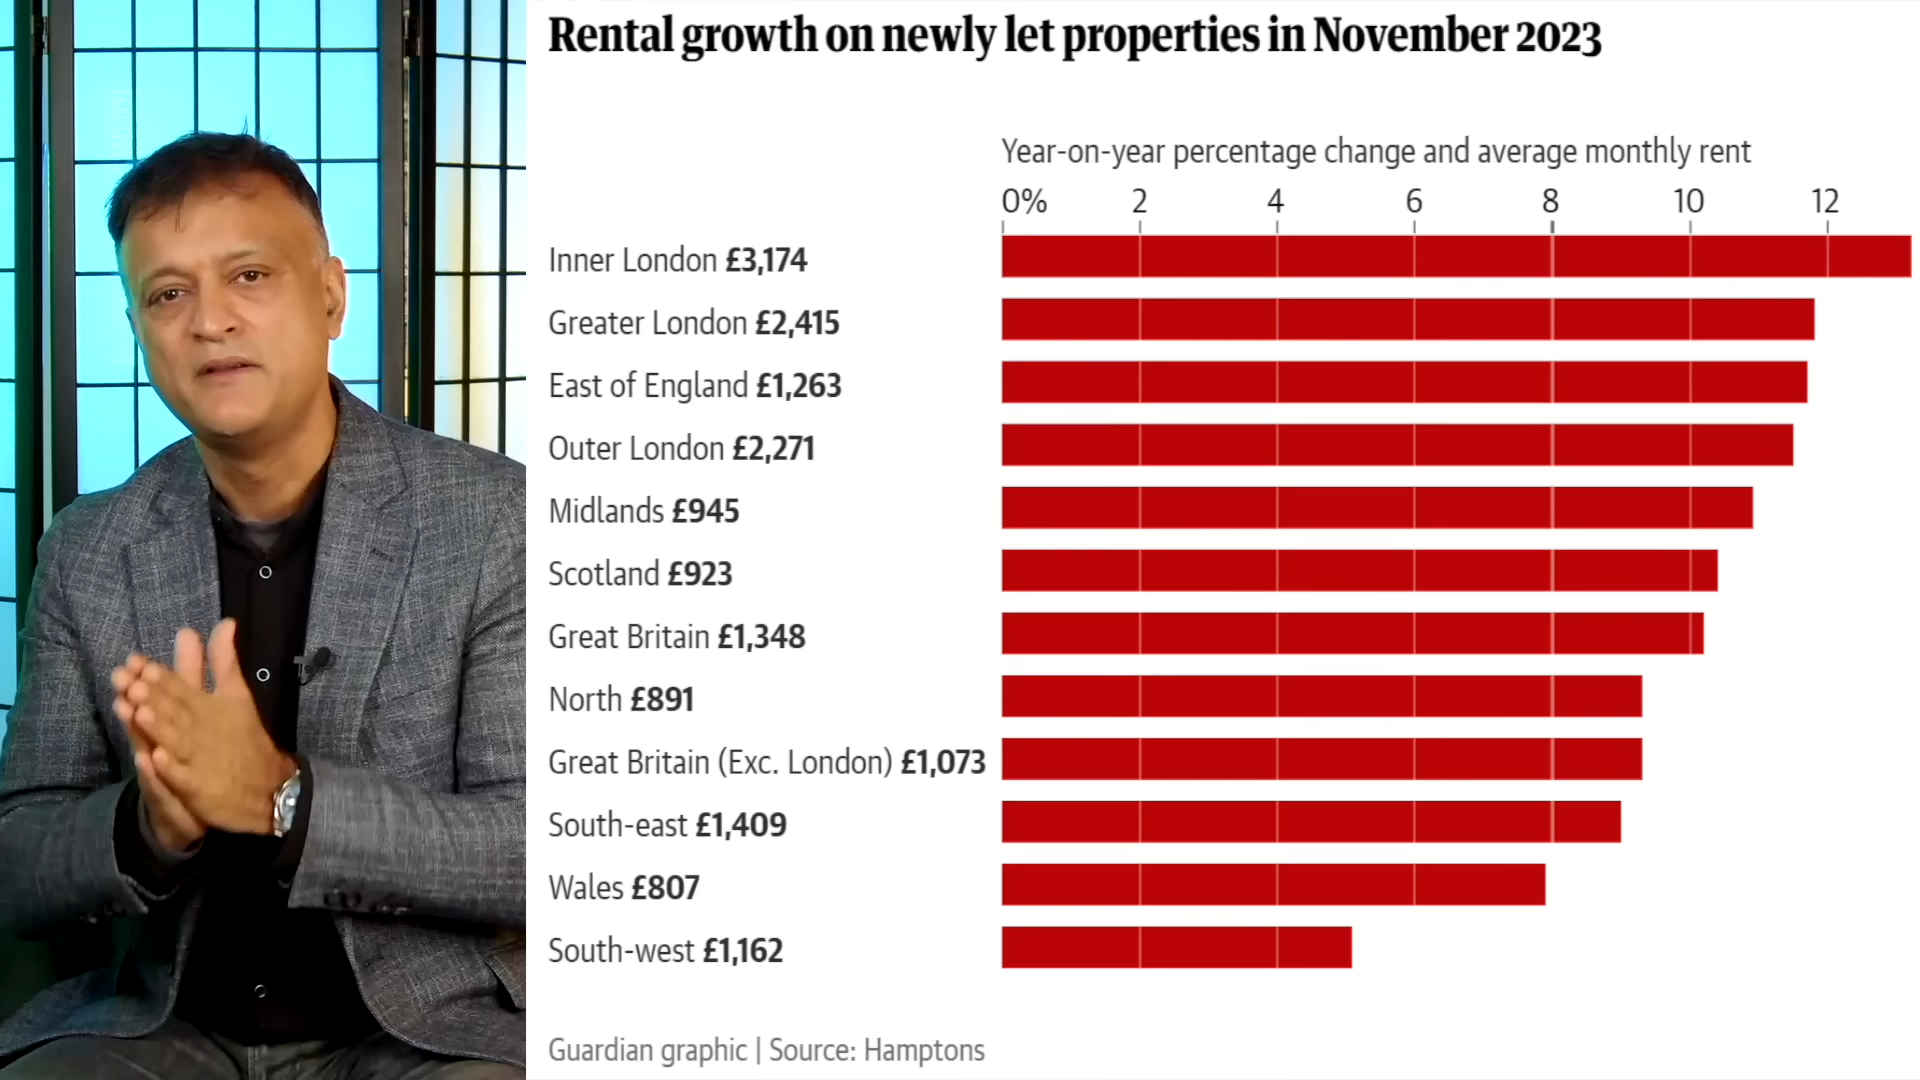 Rental growth on newly let properties in November 2023
Year-on-year percentage change and average monthly rent
0% 2 4 6 8 10 12
Inner London £3,174
Greater London £2,415
East of England £1,263
Outer London £2,271
Midlands £945
Scotland £923
Great Britain £1,348
North £891
Great Britain (Exc. London) £1,073
South-east £1,409
Wales £807
South-west £1,162
Guardian graphic | Source: Hamptons